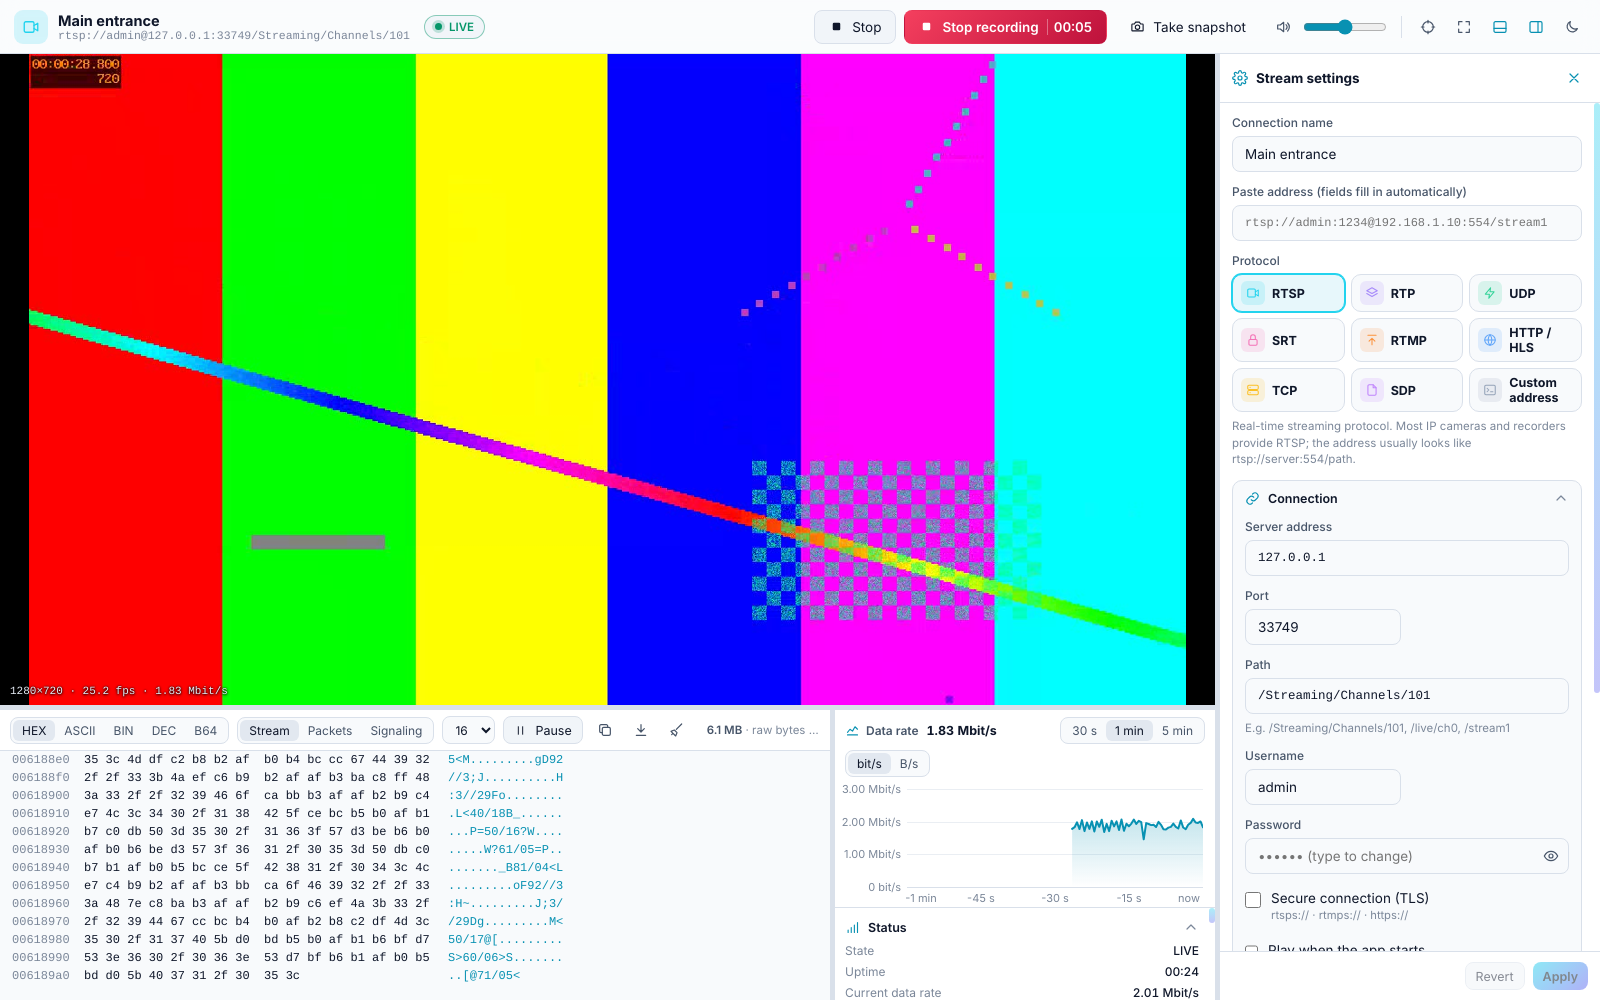 Main entrance
rtsp://admin@127.0.0.1:33749/Streaming/Channels/101
LIVE
Stop
Stop recording 00:05
Take snapshot
00:00:28.800
720
1280×720 · 25.2 fps · 1.83 Mbit/s
HEX ASCII BIN DEC B64
Stream Packets Signaling
16
Pause
6.1 MB · raw bytes ...
006188e0 35 3c 4d df c2 b8 b2 af b0 b4 bc cc 67 44 39 32 5<M.........gD92
006188f0 2f 2f 33 3b 4a ef c6 b9 b2 af af b3 ba c8 ff 48 //3;J..........H
00618900 3a 33 2f 2f 32 39 46 6f ca bb b3 af af b2 b9 c4 :3//29Fo........
00618910 e7 4c 3c 34 30 2f 31 38 42 5f ce bc b5 b0 af b1 .L<40/18B_......
00618920 b7 c0 db 50 3d 35 30 2f 31 36 3f 57 d3 be b6 b0 ...P=50/16?W....
00618930 af b0 b6 be d3 57 3f 36 31 2f 30 35 3d 50 db c0 .....W?61/05=P..
00618940 b7 b1 af b0 b5 bc ce 5f 42 38 31 2f 30 34 3c 4c ......._B81/04<L
00618950 e7 c4 b9 b2 af af b3 bb ca 6f 46 39 32 2f 2f 33 .........oF92//3
00618960 3a 48 7e c8 ba b3 af af b2 b9 c6 ef 4a 3b 33 2f :H~.........J;3/
00618970 2f 32 39 44 67 cc bc b4 b0 af b2 b8 c2 df 4d 3c /29Dg.........M<
00618980 35 30 2f 31 37 40 5b d0 bd b5 b0 af b1 b6 bf d7 50/17@[.........
00618990 53 3e 36 30 2f 30 36 3e 53 d7 bf b6 b1 af b0 b5 S>60/06>S.......
006189a0 bd d0 5b 40 37 31 2f 30 35 3c ..[@71/05<
Data rate 1.83 Mbit/s
30 s 1 min 5 min
bit/s B/s
3.00 Mbit/s
2.00 Mbit/s
1.00 Mbit/s
0 bit/s
-1 min -45 s -30 s -15 s now
Status
State LIVE
Uptime 00:24
Current data rate 2.01 Mbit/s
Stream settings
Connection name
Main entrance
Paste address (fields fill in automatically)
rtsp://admin:1234@192.168.1.10:554/stream1
Protocol
RTSP RTP UDP
SRT RTMP HTTP / HLS
TCP SDP Custom address
Real-time streaming protocol. Most IP cameras and recorders
provide RTSP; the address usually looks like
rtsp://server:554/path.
Connection
Server address
127.0.0.1
Port
33749
Path
/Streaming/Channels/101
E.g. /Streaming/Channels/101, /live/ch0, /stream1
Username
admin
Password
•••••• (type to change)
Secure connection (TLS)
rtsps:// · rtmps:// · https://
Play when the app starts
Revert Apply